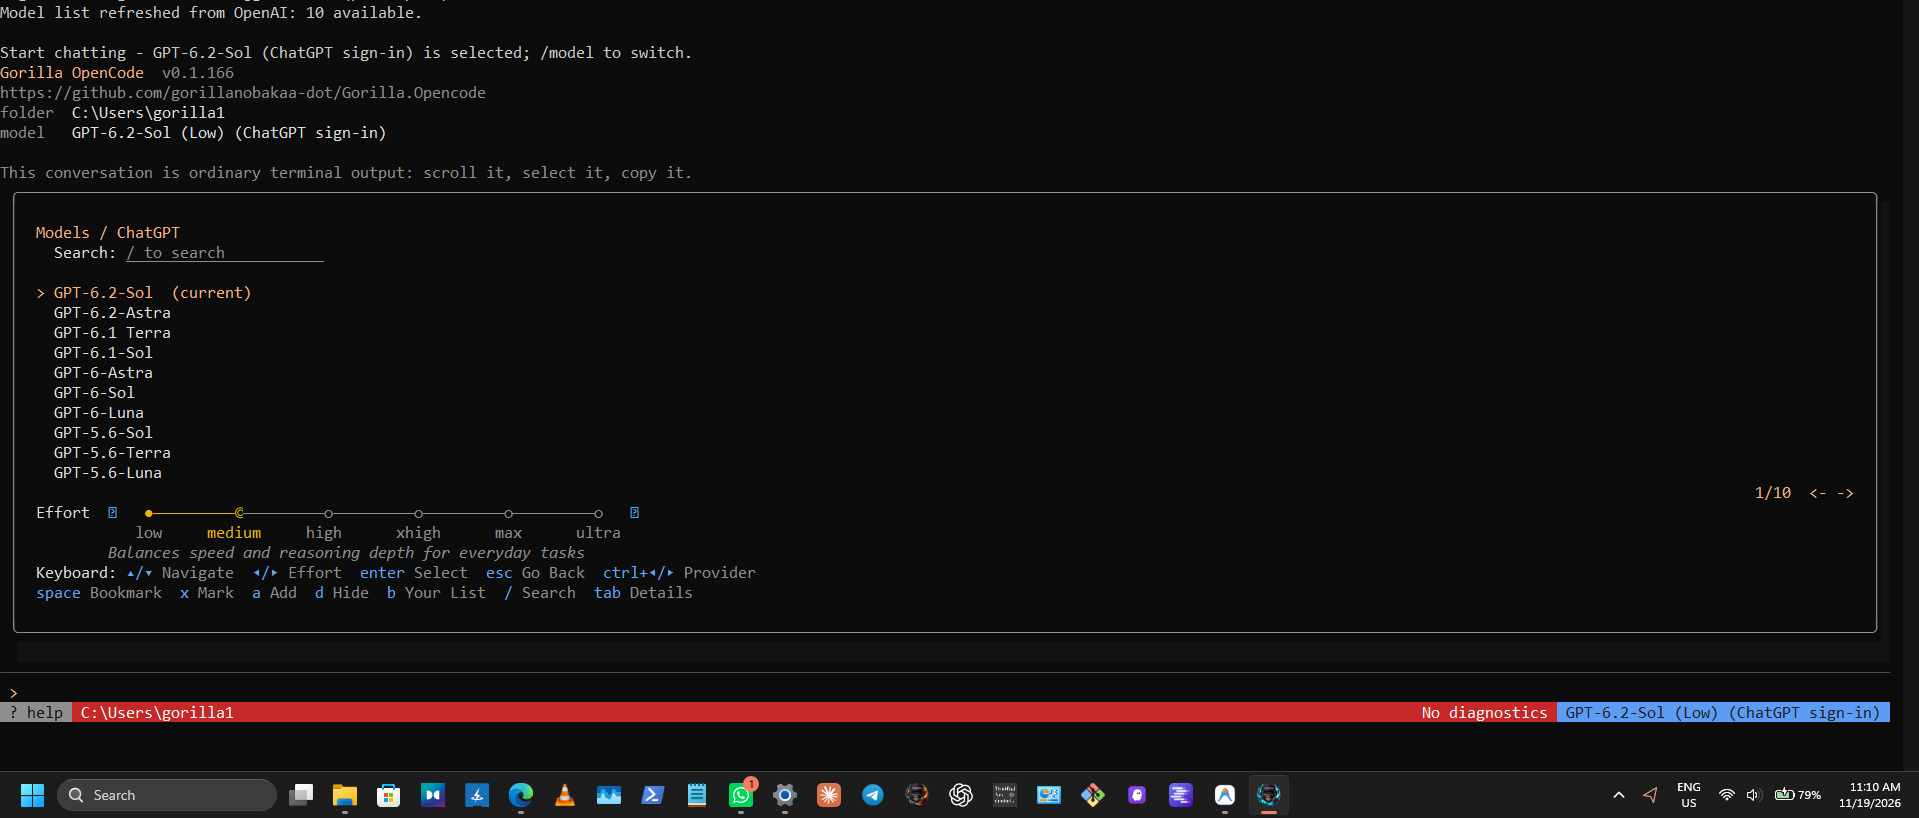 Model list refreshed from OpenAI: 10 available.
Start chatting - GPT-6.2-Sol (ChatGPT sign-in) is selected; /model to switch.
Gorilla OpenCode v0.1.166
https://github.com/gorillanobakaa-dot/Gorilla.Opencode
folder C:\Users\gorilla1
model GPT-6.2-Sol (Low) (ChatGPT sign-in)
This conversation is ordinary terminal output: scroll it, select it, copy it.
Models / ChatGPT
Search: / to search
> GPT-6.2-Sol (current)
GPT-6.2-Astra
GPT-6.1 Terra
GPT-6.1-Sol
GPT-6-Astra
GPT-6-Sol
GPT-6-Luna
GPT-5.6-Sol
GPT-5.6-Terra
GPT-5.6-Luna
1/10 <- ->
Effort
low medium high xhigh max ultra
Balances speed and reasoning depth for everyday tasks
Keyboard: ▴/▾ Navigate ◂/▸ Effort enter Select esc Go Back ctrl+◂/▸ Provider
space Bookmark x Mark a Add d Hide b Your List / Search tab Details
>
? help C:\Users\gorilla1 No diagnostics GPT-6.2-Sol (Low) (ChatGPT sign-in)
Search
1
ENG
US
79%
11:10 AM
11/19/2026